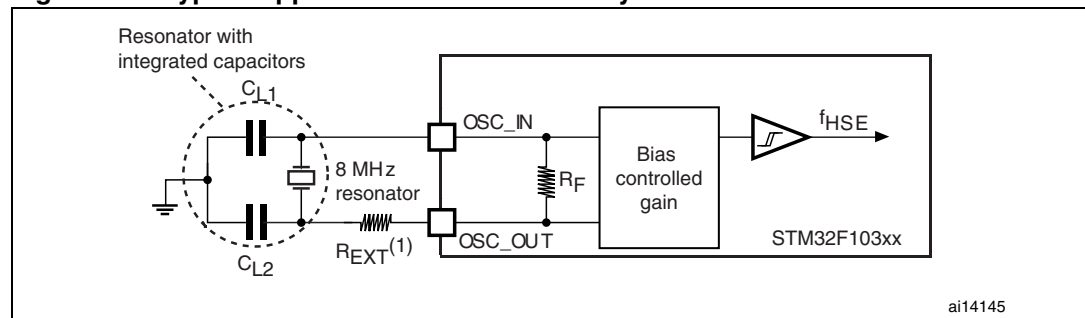 Resonator with
integrated capacitors
CL1
OSC_IN
fHSE
8 MHz
resonator
RF
Bias
controlled
gain
REXT(1)
OSC_OUT
STM32F103xx
CL2
ai14145